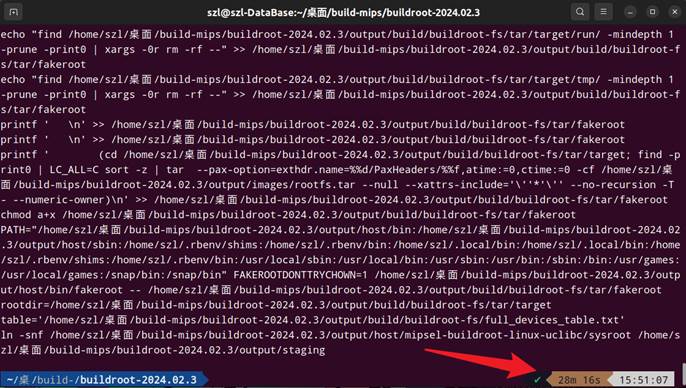 szl@szl-DataBase:~/桌面/build-mips/buildroot-2024.02.3
echo "find /home/szl/桌面/build-mips/buildroot-2024.02.3/output/build/buildroot-fs/tar/target/run/ -mindepth 1
-prune -print0 | xargs -0r rm -rf --" >> /home/szl/桌面/build-mips/buildroot-2024.02.3/output/build/buildroot-f
s/tar/fakeroot
echo "find /home/szl/桌面/build-mips/buildroot-2024.02.3/output/build/buildroot-fs/tar/target/tmp/ -mindepth 1
-prune -print0 | xargs -0r rm -rf --" >> /home/szl/桌面/build-mips/buildroot-2024.02.3/output/build/buildroot-f
s/tar/fakeroot
printf '   \n' >> /home/szl/桌面/build-mips/buildroot-2024.02.3/output/build/buildroot-fs/tar/fakeroot
printf '   \n' >> /home/szl/桌面/build-mips/buildroot-2024.02.3/output/build/buildroot-fs/tar/fakeroot
printf '        (cd /home/szl/桌面/build-mips/buildroot-2024.02.3/output/build/buildroot-fs/tar/target; find -p
rint0 | LC_ALL=C sort -z | tar  --pax-option=exthdr.name=%%d/PaxHeaders/%%f,atime:=0,ctime:=0 -cf /home/szl/桌
面/build-mips/buildroot-2024.02.3/output/images/rootfs.tar --null --xattrs-include='\''*'\'' --no-recursion -T
- --numeric-owner)\n' >> /home/szl/桌面/build-mips/buildroot-2024.02.3/output/build/buildroot-fs/tar/fakeroot
chmod a+x /home/szl/桌面/build-mips/buildroot-2024.02.3/output/build/buildroot-fs/tar/fakeroot
PATH="/home/szl/桌面/build-mips/buildroot-2024.02.3/output/host/bin:/home/szl/桌面/build-mips/buildroot-2024.02
.3/output/host/sbin:/home/szl/.rbenv/shims:/home/szl/.rbenv/bin:/home/szl/.local/bin:/home/szl/.local/bin:/home
/szl/.rbenv/shims:/home/szl/.rbenv/bin:/usr/local/sbin:/usr/local/bin:/usr/sbin:/usr/bin:/sbin:/bin:/usr/games:
/usr/local/games:/snap/bin:/snap/bin" FAKEROOTDONTTRYCHOWN=1 /home/szl/桌面/build-mips/buildroot-2024.02.3/outp
ut/host/bin/fakeroot -- /home/szl/桌面/build-mips/buildroot-2024.02.3/output/build/buildroot-fs/tar/fakeroot
rootdir=/home/szl/桌面/build-mips/buildroot-2024.02.3/output/build/buildroot-fs/tar/target
table='/home/szl/桌面/build-mips/buildroot-2024.02.3/output/build/buildroot-fs/full_devices_table.txt'
ln -snf /home/szl/桌面/build-mips/buildroot-2024.02.3/output/host/mipsel-buildroot-linux-uclibc/sysroot /home/s
zl/桌面/build-mips/buildroot-2024.02.3/output/staging
~/桌/build-/buildroot-2024.02.3 ✓ 28m 16s 15:51:07